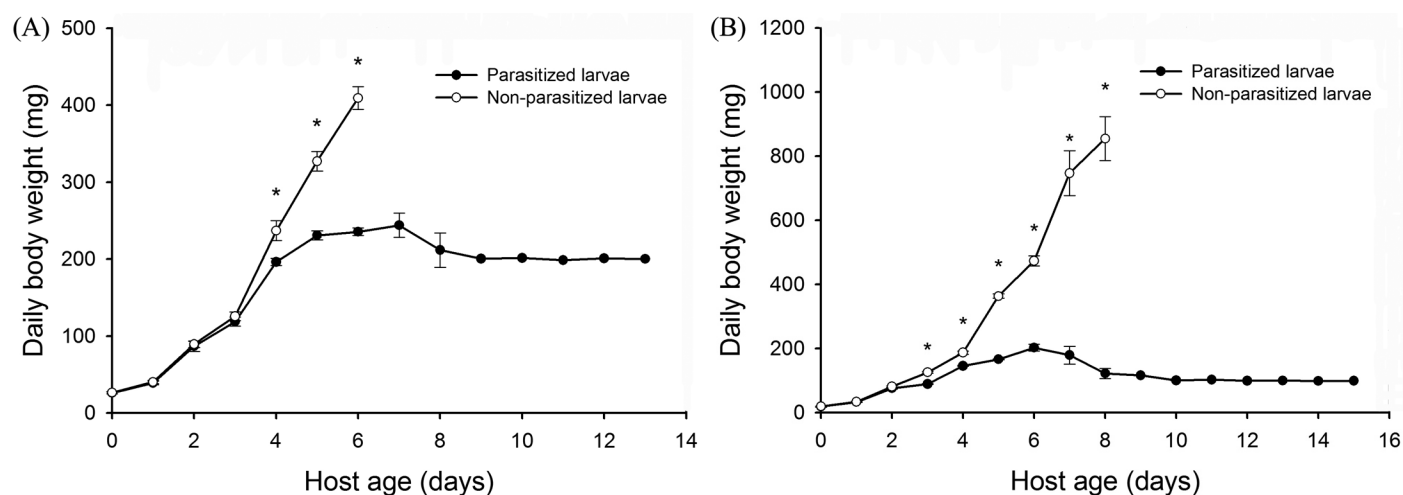 (A)
500
400
300
200
100
0
Daily body weight (mg)
Parasitized larvae
Non-parasitized larvae
*
*
*
0 2 4 6 8 10 12 14
Host age (days)
(B)
1200
1000
800
600
400
200
0
Daily body weight (mg)
Parasitized larvae
Non-parasitized larvae
*
*
*
*
*
*
0 2 4 6 8 10 12 14 16
Host age (days)